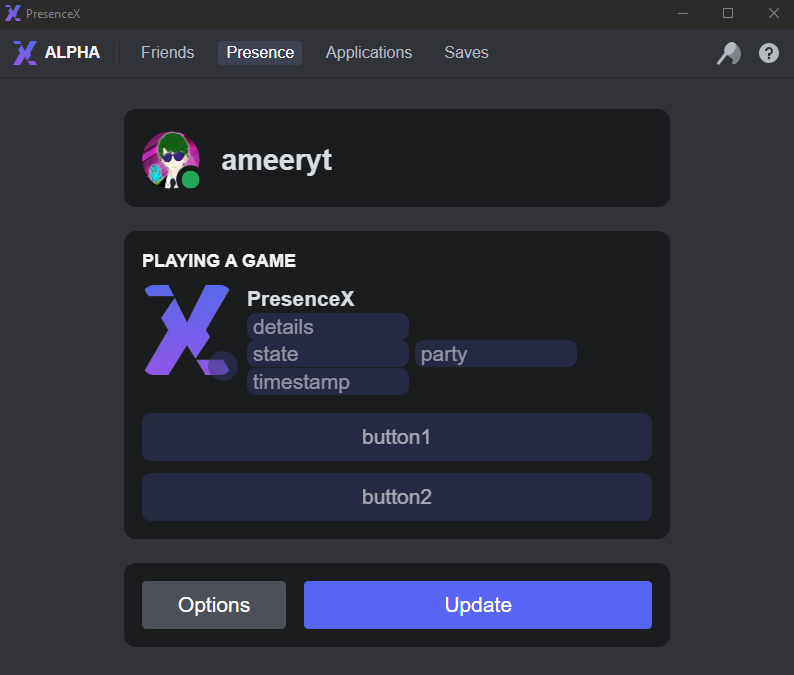 PresenceX
ALPHA Friends Presence Applications Saves
ameeryt
PLAYING A GAME
PresenceX
details
state party
timestamp
button1
button2
Options Update